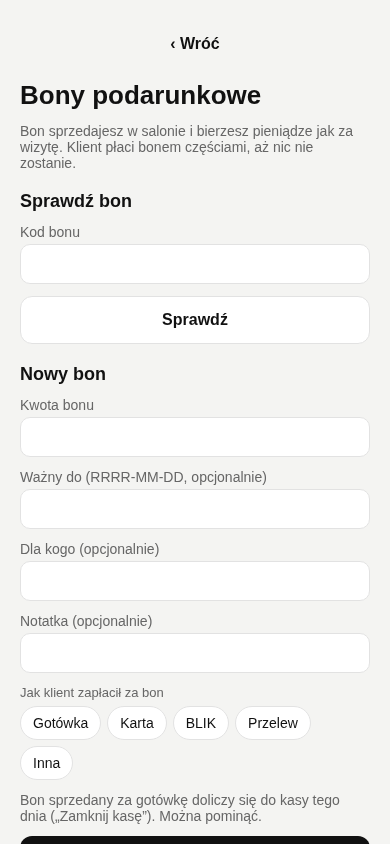 ‹ Wróć
Bony podarunkowe
Bon sprzedajesz w salonie i bierzesz pieniądze jak za
wizytę. Klient płaci bonem częściami, aż nic nie
zostanie.
Sprawdź bon
Kod bonu
Sprawdź
Nowy bon
Kwota bonu
Ważny do (RRRR-MM-DD, opcjonalnie)
Dla kogo (opcjonalnie)
Notatka (opcjonalnie)
Jak klient zapłacił za bon
Gotówka Karta BLIK Przelew
Inna
Bon sprzedany za gotówkę doliczy się do kasy tego
dnia („Zamknij kasę”). Można pominąć.